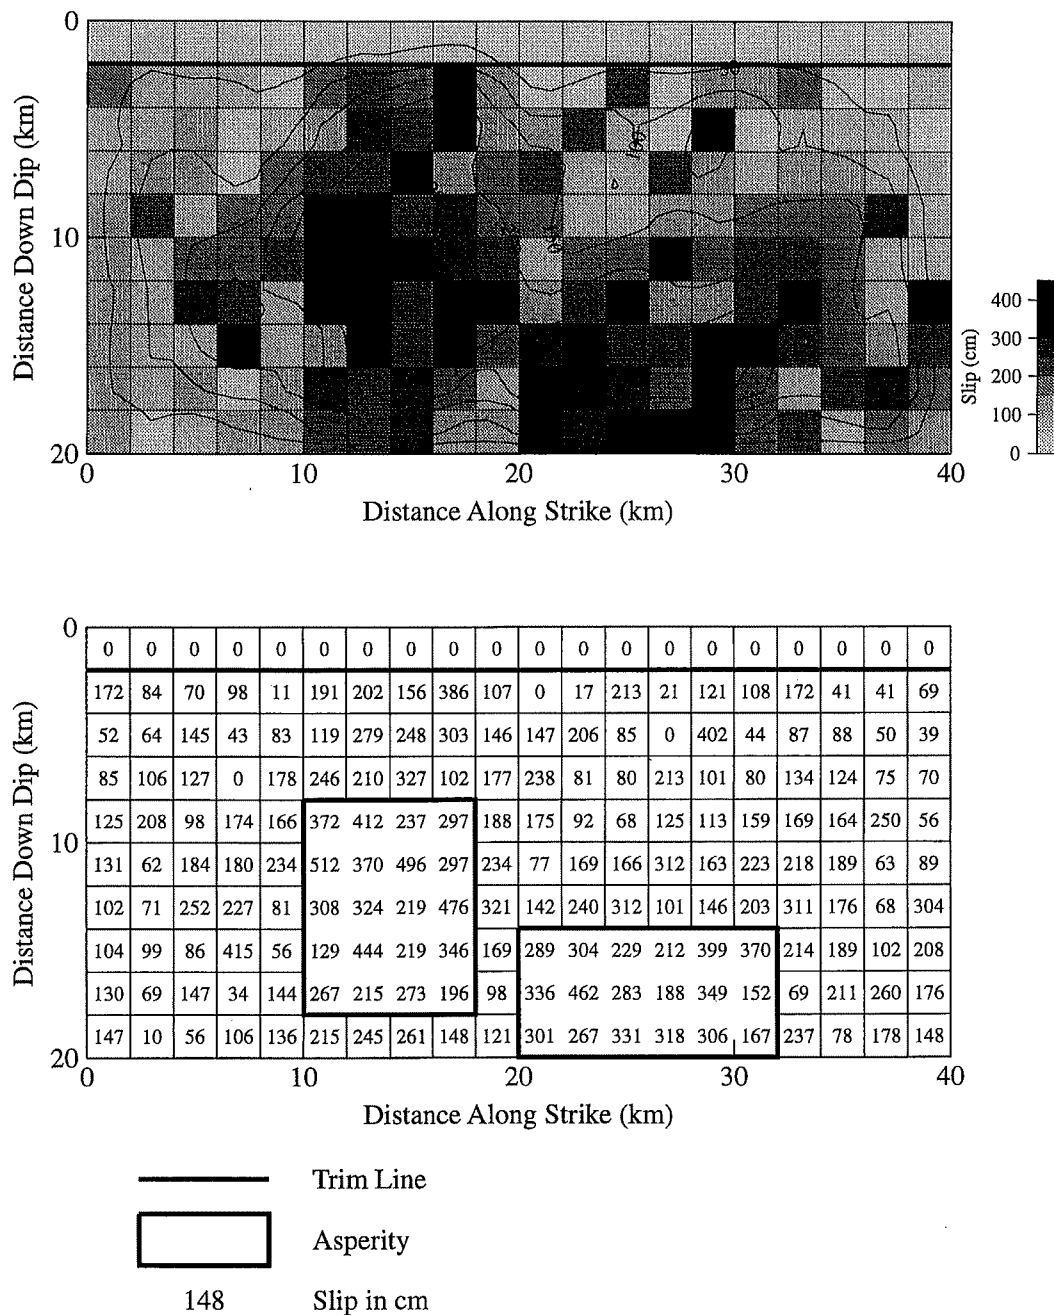 0
10
20
Distance Down Dip (km)
50
100
0
0
400
300
200
100
0
Slip (cm)
0 10 20 30 40
Distance Along Strike (km)
0
10
20
Distance Down Dip (km)
0 0 0 0 0 0 0 0 0 0 0 0 0 0 0 0 0 0 0 0
172 84 70 98 11 191 202 156 386 107 0 17 213 21 121 108 172 41 41 69
52 64 145 43 83 119 279 248 303 146 147 206 85 0 402 44 87 88 50 39
85 106 127 0 178 246 210 327 102 177 238 81 80 213 101 80 134 124 75 70
125 208 98 174 166 372 412 237 297 188 175 92 68 125 113 159 169 164 250 56
131 62 184 180 234 512 370 496 297 234 77 169 166 312 163 223 218 189 63 89
102 71 252 227 81 308 324 219 476 321 142 240 312 101 146 203 311 176 68 304
104 99 86 415 56 129 444 219 346 169 289 304 229 212 399 370 214 189 102 208
130 69 147 34 144 267 215 273 196 98 336 462 283 188 349 152 69 211 260 176
147 10 56 106 136 215 245 261 148 121 301 267 331 318 306 167 237 78 178 148
0 10 20 30 40
Distance Along Strike (km)
Trim Line
Asperity
148 Slip in cm